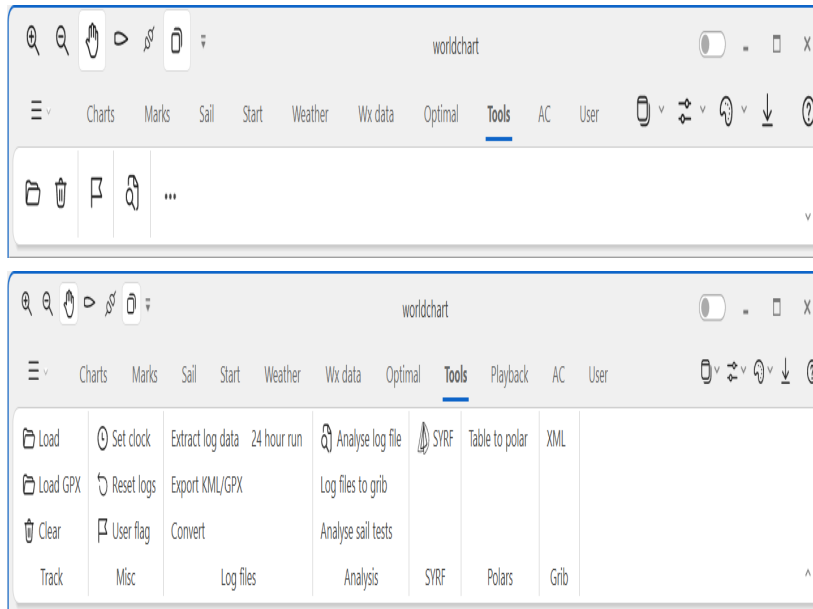 worldchart
Charts Marks Sail Start Weather Wx data Optimal Tools AC User
worldchart
Charts Marks Sail Start Weather Wx data Optimal Tools Playback AC User
Load Set clock Extract log data 24 hour run Analyse log file SYRF Table to polar XML
Load GPX Reset logs Export KML/GPX Log files to grib
Clear User flag Convert Analyse sail tests
Track Misc Log files Analysis SYRF Polars Grib